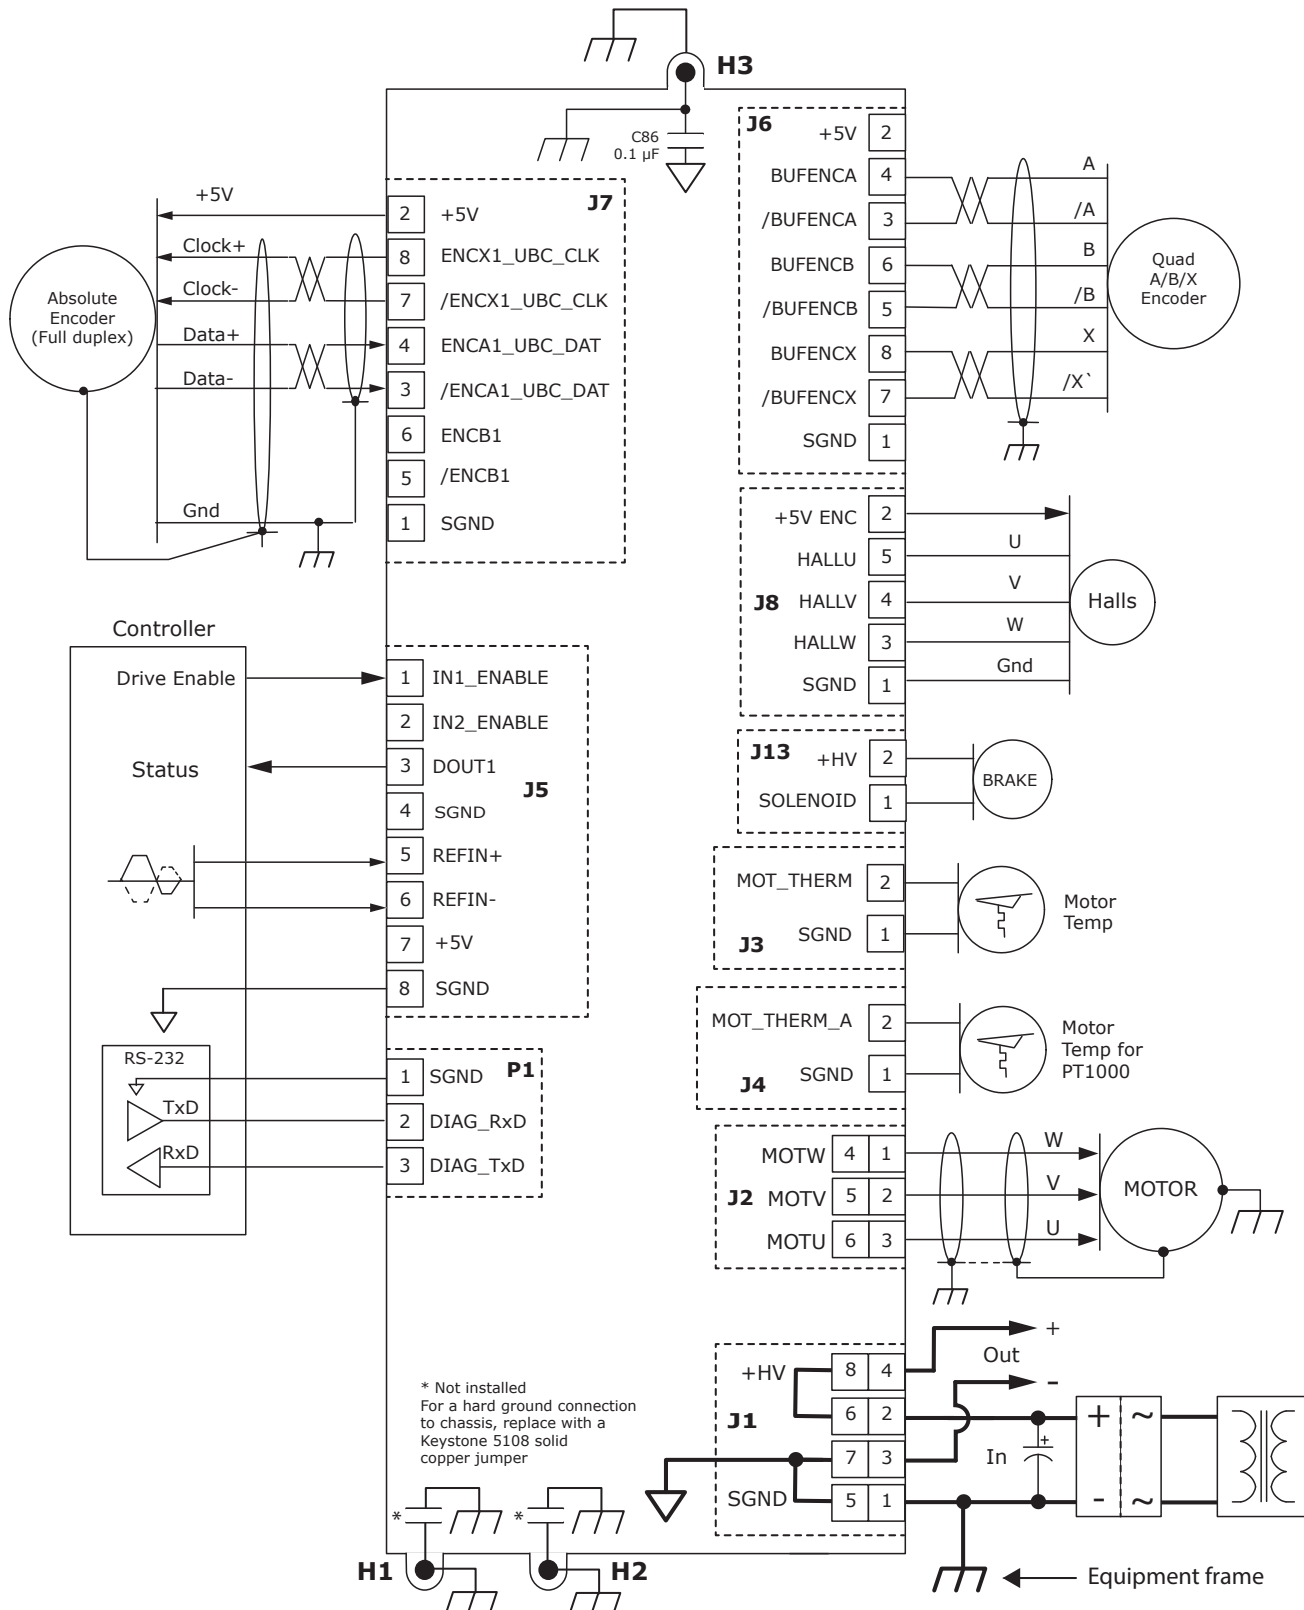 H3
C86
0.1 µF
J7
+5V
2 +5V
Clock+
8 ENCX1_UBC_CLK
Clock-
7 /ENCX1_UBC_CLK
Data+
4 ENCA1_UBC_DAT
Data-
3 /ENCA1_UBC_DAT
6 ENCB1
5 /ENCB1
Gnd
1 SGND
Absolute
Encoder
(Full duplex)
J6
+5V 2
BUFENCA 4 A
/BUFENCA 3 /A
BUFENCB 6 B
/BUFENCB 5 /B
BUFENCX 8 X
/BUFENCX 7 /X`
SGND 1
Quad
A/B/X
Encoder
J8
+5V ENC 2
HALLU 5 U
HALLV 4 V
HALLW 3 W
SGND 1 Gnd
Halls
Controller
Drive Enable
Status
J5
1 IN1_ENABLE
2 IN2_ENABLE
3 DOUT1
4 SGND
5 REFIN+
6 REFIN-
7 +5V
8 SGND
RS-232
TxD
RxD
P1
1 SGND
2 DIAG_RxD
3 DIAG_TxD
J13
+HV 2
SOLENOID 1
BRAKE
J3
MOT_THERM 2
SGND 1
Motor
Temp
J4
MOT_THERM_A 2
SGND 1
Motor
Temp for
PT1000
J2
MOTW 4 1 W
MOTV 5 2 V
MOTU 6 3 U
MOTOR
J1
+HV 8 4
6 2
7 3
SGND 5 1
+
Out
-
In
+
+ ~
- ~
* Not installed
For a hard ground connection
to chassis, replace with a
Keystone 5108 solid
copper jumper
*
*
H1
H2
Equipment frame